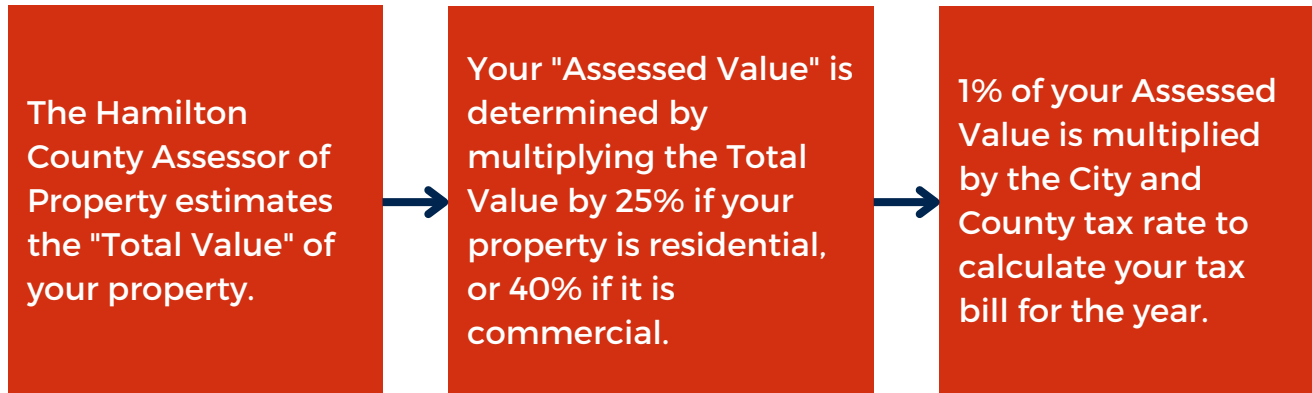 The Hamilton
County Assessor of
Property estimates
the "Total Value" of
your property.
Your "Assessed Value" is
determined by
multiplying the Total
Value by 25% if your
property is residential,
or 40% if it is
commercial.
1% of your Assessed
Value is multiplied
by the City and
County tax rate to
calculate your tax
bill for the year.